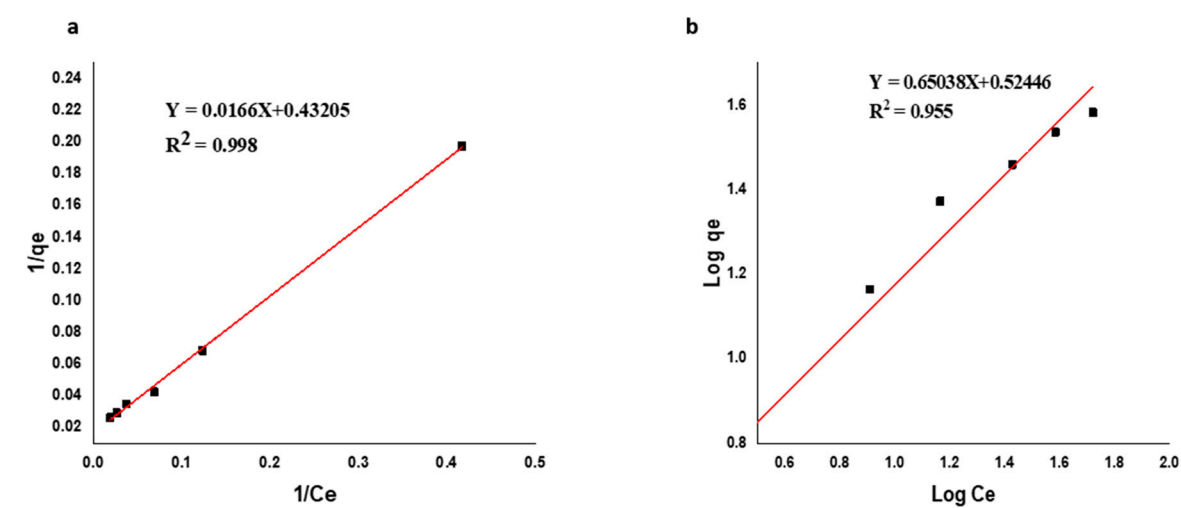 a
Y = 0.0166X+0.43205
R2 = 0.998
0.24
0.22
0.20
0.18
0.16
0.14
0.12
0.10
0.08
0.06
0.04
0.02
1/qe
0.0 0.1 0.2 0.3 0.4 0.5
1/Ce
b
Y = 0.65038X+0.52446
R2 = 0.955
1.6
1.4
1.2
1.0
0.8
Log qe
0.6 0.8 1.0 1.2 1.4 1.6 1.8 2.0
Log Ce